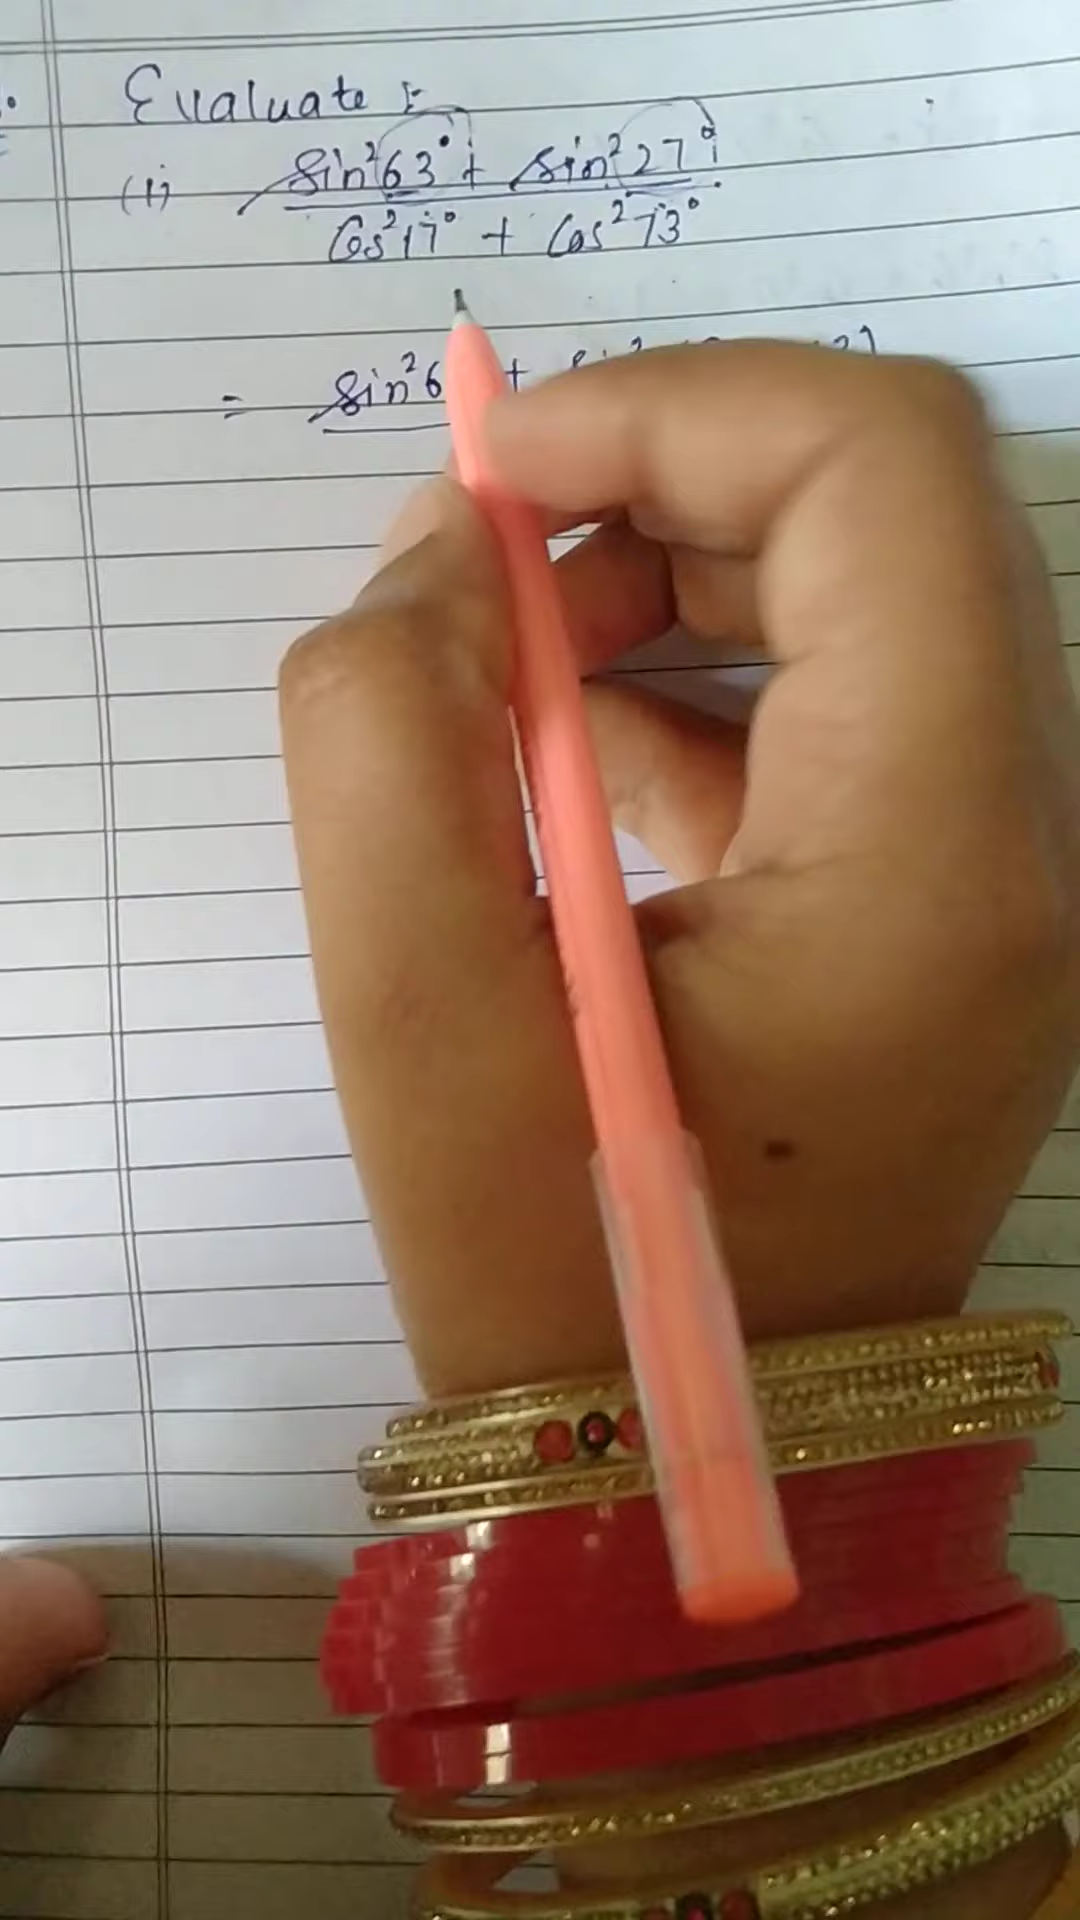 Evaluate :-
(i) sin²63° + sin²27°
cos²17° + cos²73°
= sin²6 +